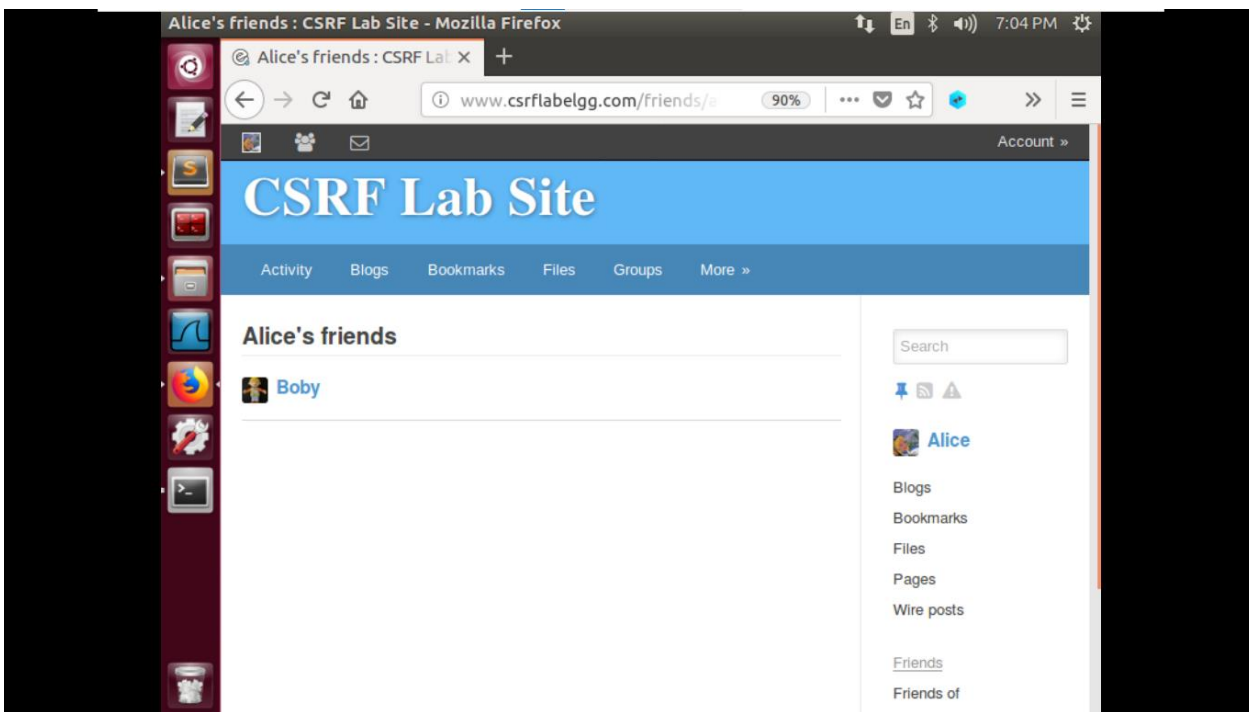 Alice's friends : CSRF Lab Site - Mozilla Firefox En 7:04 PM
Alice's friends : CSRF Lab
www.csrflabelgg.com/friends/a 90%
Account »
CSRF Lab Site
Activity Blogs Bookmarks Files Groups More »
Alice's friends
Search
Boby
Alice
Blogs
Bookmarks
Files
Pages
Wire posts
Friends
Friends of